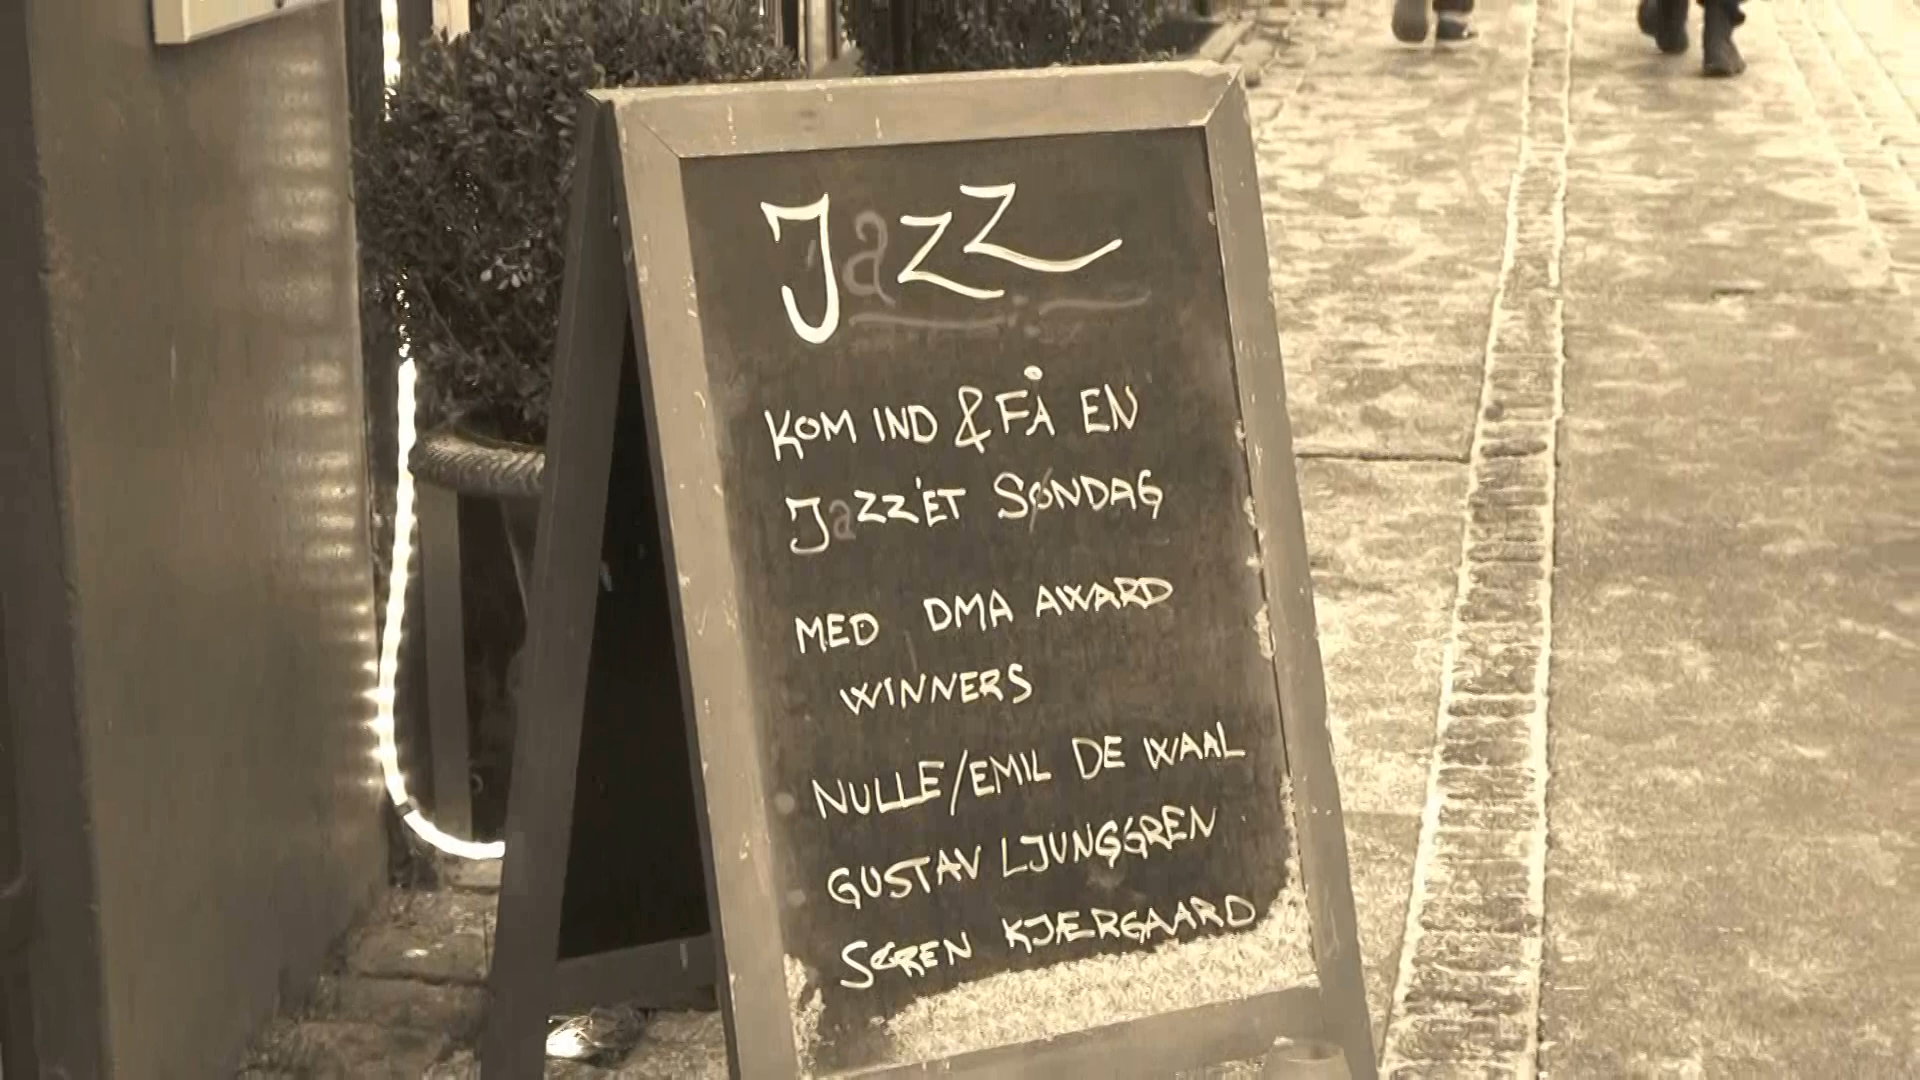 Jazz
KOM IND & FÅ EN
Jazz'ET SØNDAG
MED DMA AWARD
WINNERS
NULLE/EMIL DE WAAL
GUSTAV LJUNGGREN
SØREN KJÆRGAARD